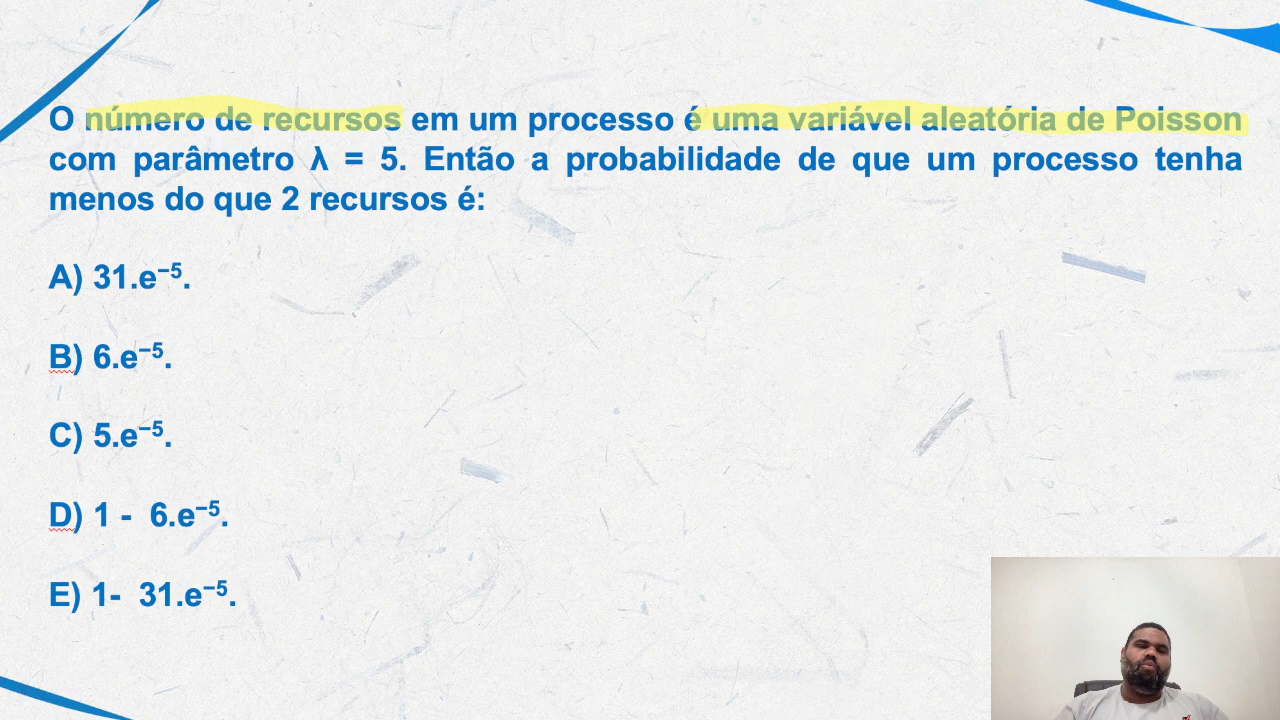 O número de recursos em um processo é uma variável aleatória de Poisson
com parâmetro λ = 5. Então a probabilidade de que um processo tenha
menos do que 2 recursos é:
A) 31.e⁻⁵.
B) 6.e⁻⁵.
C) 5.e⁻⁵.
D) 1 - 6.e⁻⁵.
E) 1- 31.e⁻⁵.